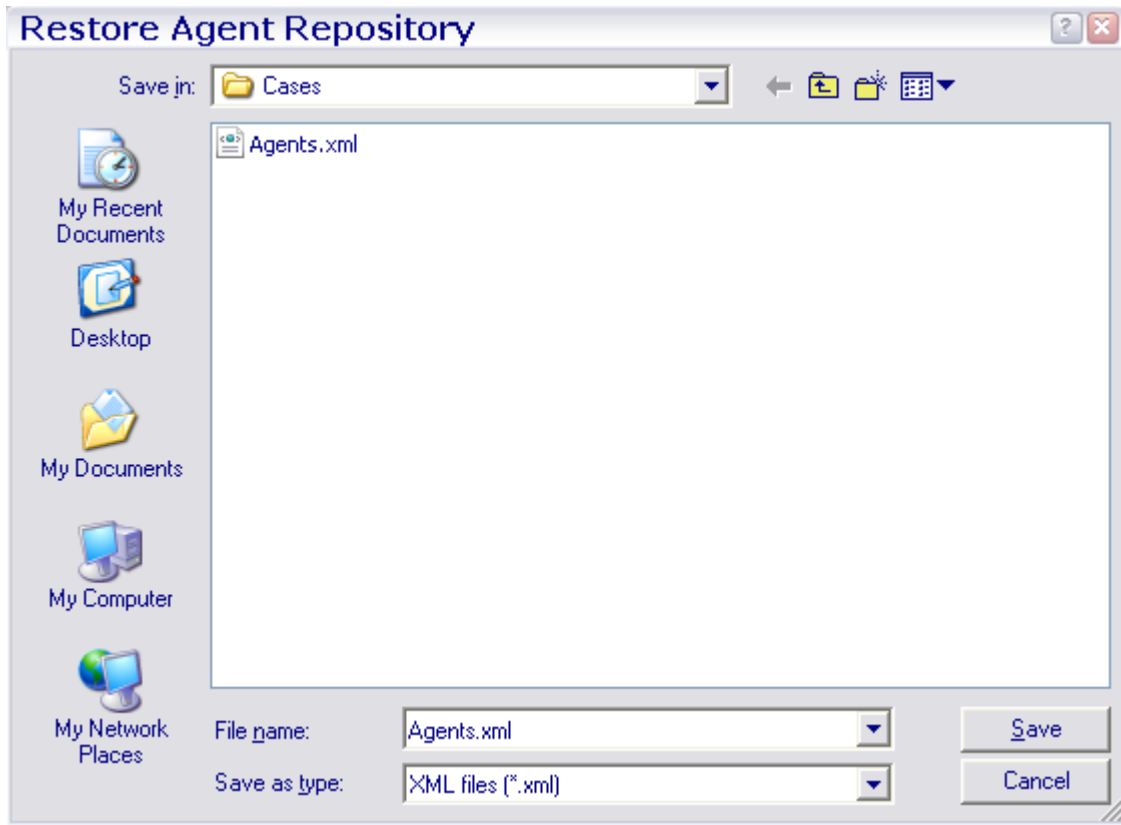 Restore Agent Repository
Save in: Cases
Agents.xml
My Recent
Documents
Desktop
My Documents
My Computer
My Network
Places
File name: Agents.xml Save
Save as type: XML files (*.xml) Cancel